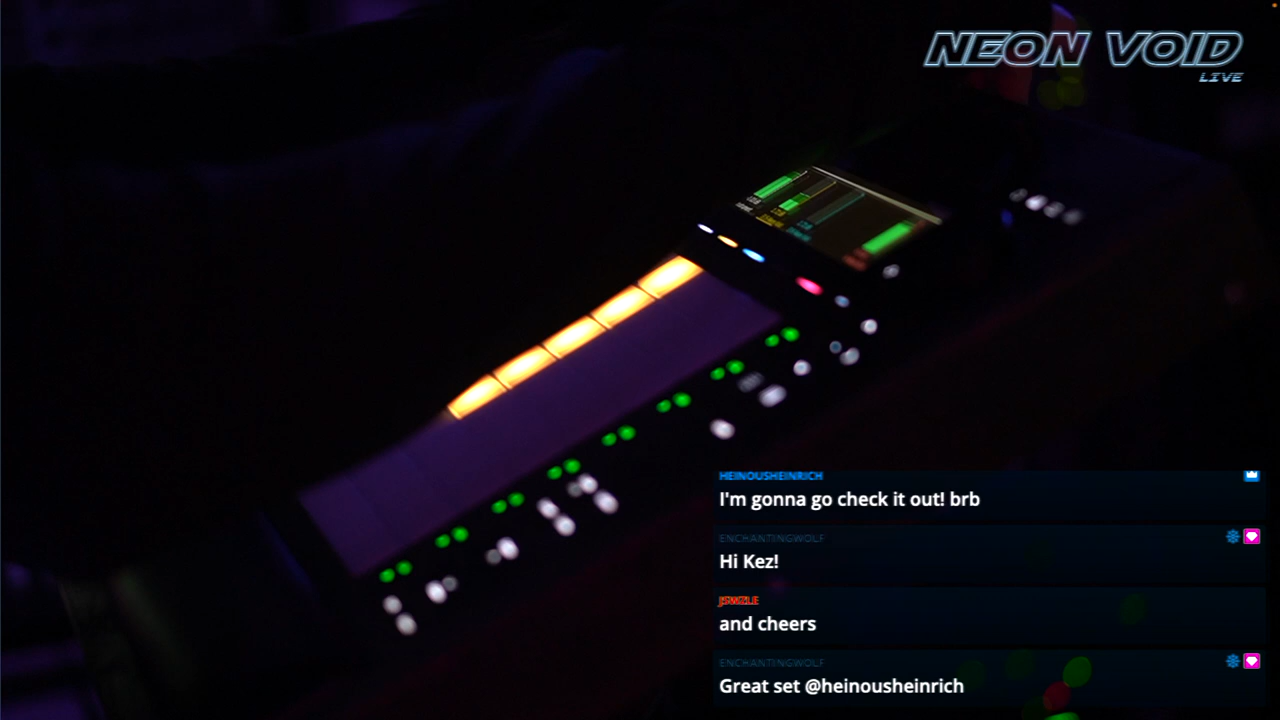 NEON VOID
LIVE
HEINOUSHEINRICH
I'm gonna go check it out! brb
ENCHANTINGWOLF
Hi Kez!
JSWZLE
and cheers
ENCHANTINGWOLF
Great set @heinousheinrich